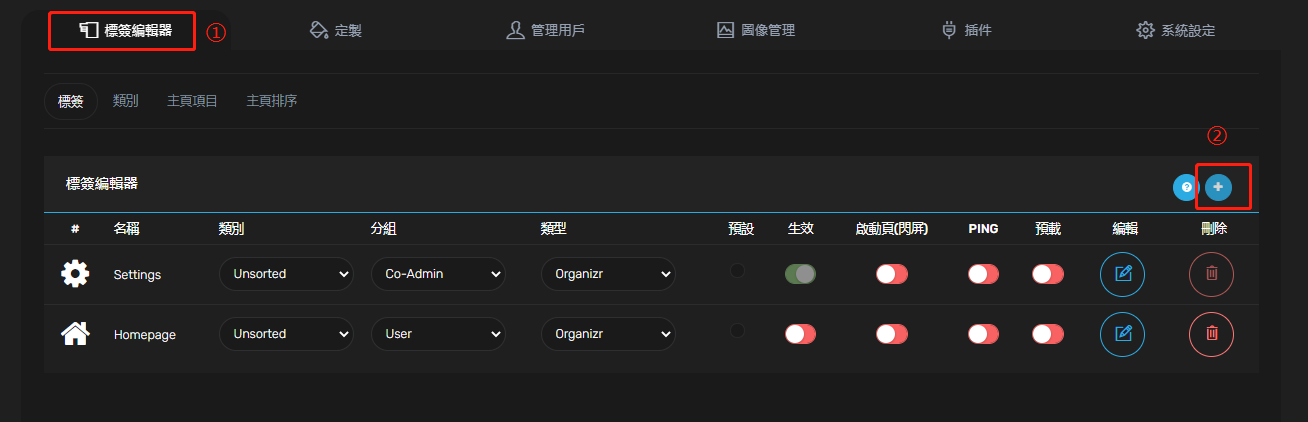 標簽編輯器 ① 定製 管理用戶 圖像管理 插件 系統設定
標簽 類別 主頁項目 主頁排序
②
標簽編輯器
# 名稱 類別 分組 類型 預設 生效 啟動頁(閃屏) PING 預載 編輯 刪除
Settings Unsorted Co-Admin Organizr
Homepage Unsorted User Organizr